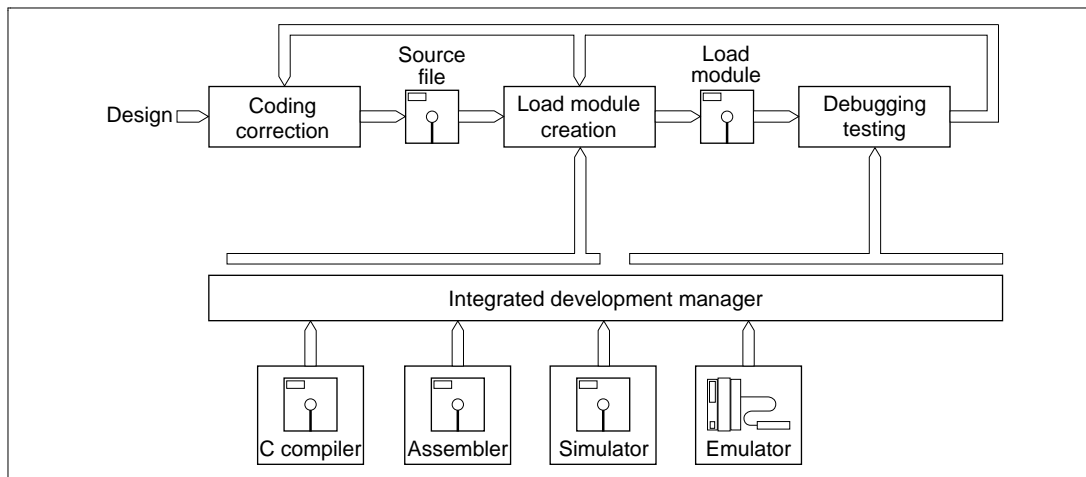 Source
file
Load
module
Design
Coding
correction
Load module
creation
Debugging
testing
Integrated development manager
C compiler
Assembler
Simulator
Emulator